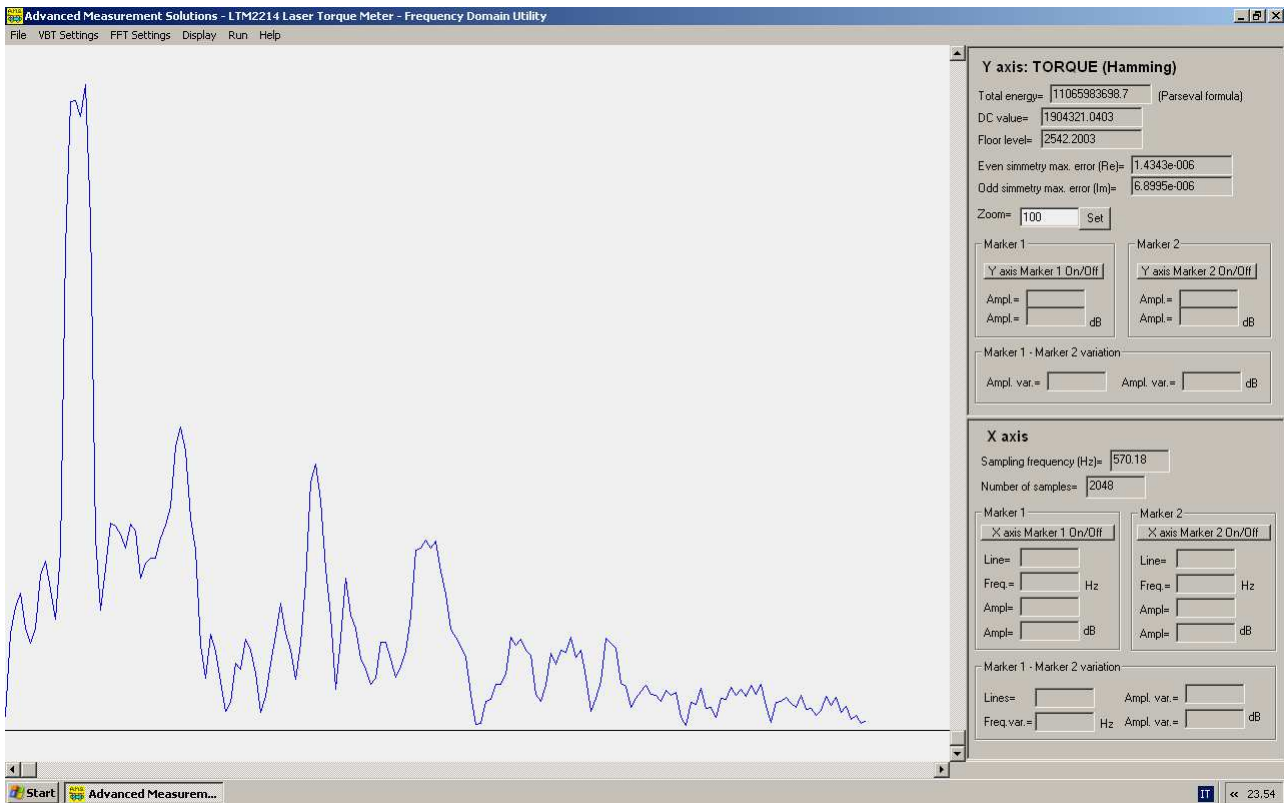 Advanced Measurement Solutions - LTM2214 Laser Torque Meter - Frequency Domain Utility
File VBT Settings FFT Settings Display Run Help
Y axis: TORQUE (Hamming)
Total energy= 11065983698.7 (Parseval formula)
DC value= 1904321.0403
Floor level= 2542.2003
Even simmetry max. error (Re)= 1.4343e-006
Odd simmetry max. error (Im)= 6.8995e-006
Zoom= 100 Set
Marker 1 Marker 2
Y axis Marker 1 On/Off Y axis Marker 2 On/Off
Ampl.= Ampl.=
Ampl.= dB Ampl.= dB
Marker 1 - Marker 2 variation
Ampl. var.= Ampl. var.= dB
X axis
Sampling frequency (Hz)= 570.18
Number of samples= 2048
Marker 1 Marker 2
X axis Marker 1 On/Off X axis Marker 2 On/Off
Line= Line=
Freq.= Hz Freq.= Hz
Ampl= Ampl=
Ampl= dB Ampl= dB
Marker 1 - Marker 2 variation
Lines= Ampl. var.=
Freq.var.= Hz Ampl. var.= dB
Start AMS Advanced Measurem... IT « 23.54